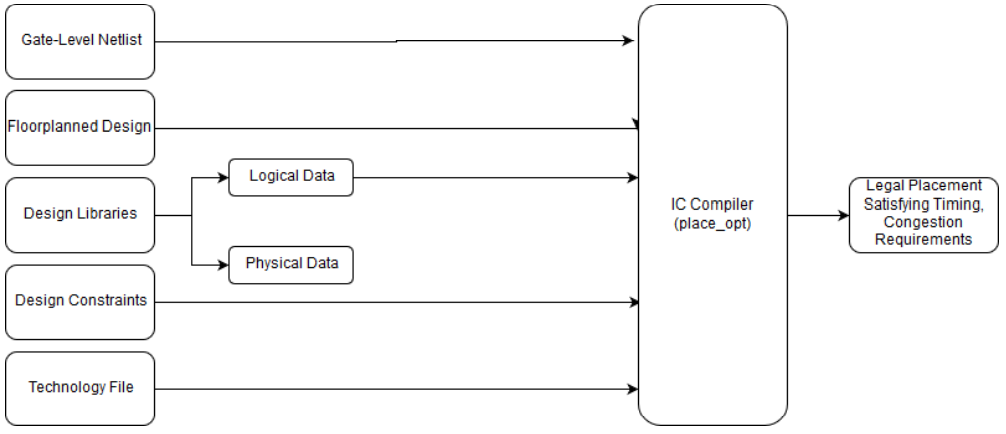 Gate-Level Netlist
Floorplanned Design
Design Libraries
Logical Data
Physical Data
Design Constraints
Technology File
IC Compiler
(place_opt)
Legal Placement
Satisfying Timing,
Congestion
Requirements